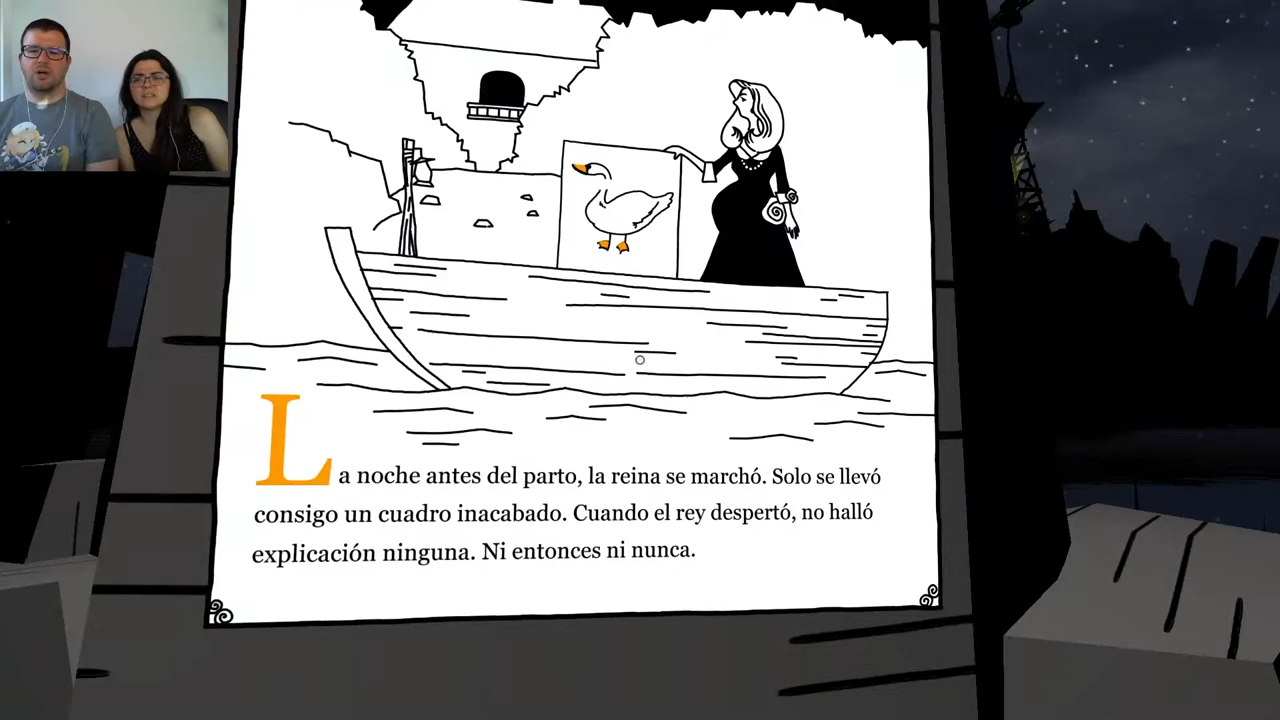 La noche antes del parto, la reina se marchó. Solo se llevó
consigo un cuadro inacabado. Cuando el rey despertó, no halló
explicación ninguna. Ni entonces ni nunca.